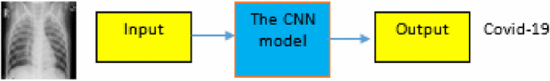 Input
The CNN
model
Output
Covid-19